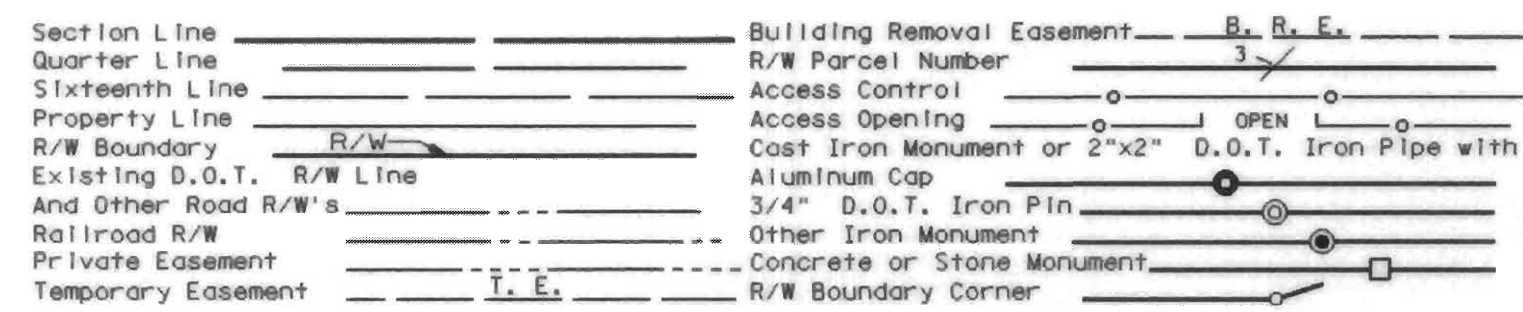 Section Line
Quarter Line
Sixteenth Line
Property Line
R/W Boundary R/W
Existing D.O.T. R/W Line
And Other Road R/W's
Railroad R/W
Private Easement
Temporary Easement T. E.
Building Removal Easement B. R. E.
R/W Parcel Number 3
Access Control
Access Opening OPEN
Cast Iron Monument or 2"x2" D.O.T. Iron Pipe with
Aluminum Cap
3/4" D.O.T. Iron Pin
Other Iron Monument
Concrete or Stone Monument
R/W Boundary Corner